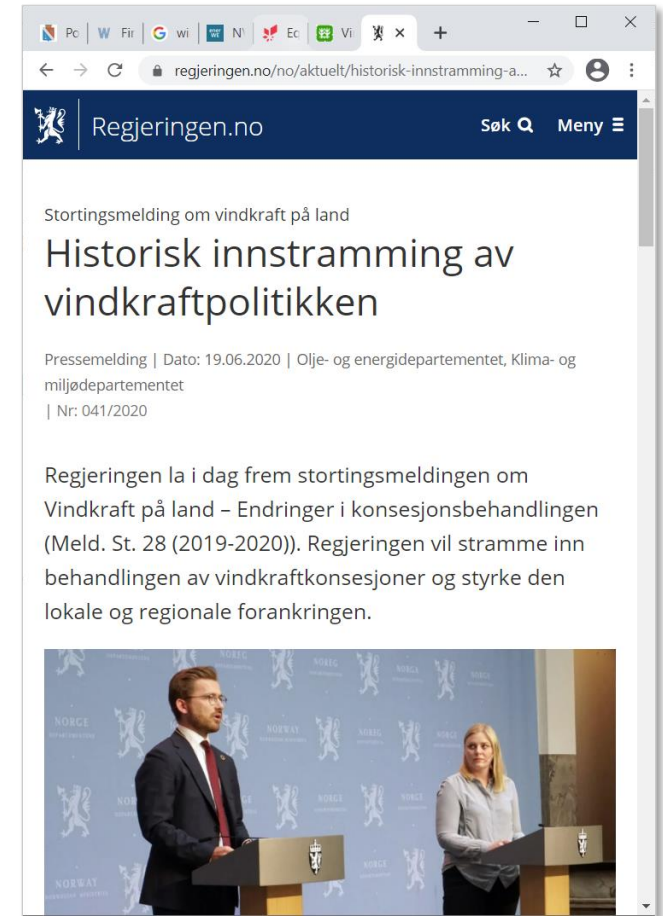 Po
W
Fir
G
wi
N
Ec
Vi
regjeringen.no/no/aktuelt/historisk-innstramming-a...
Regjeringen.no
Søk
Meny
Stortingsmelding om vindkraft på land
Historisk innstramming av
vindkraftpolitikken
Pressemelding | Dato: 19.06.2020 | Olje- og energidepartementet, Klima- og
miljødepartementet
| Nr: 041/2020
Regjeringen la i dag frem stortingsmeldingen om
Vindkraft på land – Endringer i konsesjonsbehandlingen
(Meld. St. 28 (2019-2020)). Regjeringen vil stramme inn
behandlingen av vindkraftkonsesjoner og styrke den
lokale og regionale forankringen.
NORGE
NORWAY
NOREG
NORGE
NORWAY